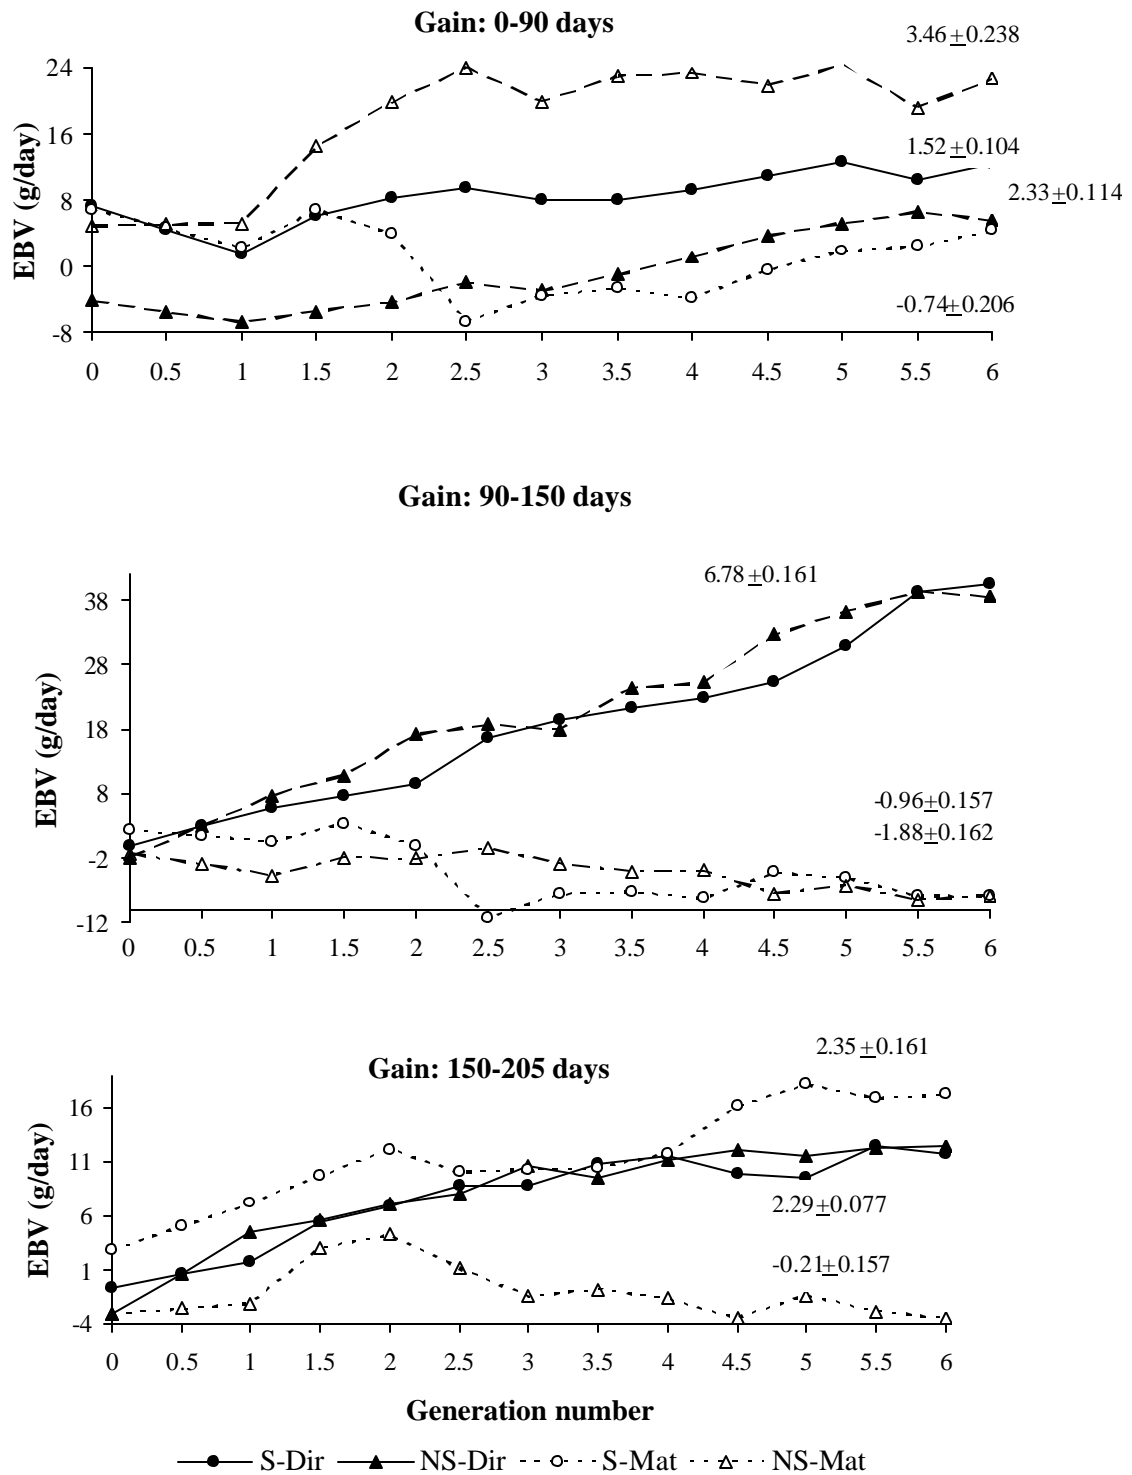 Gain: 0-90 days
3.46±0.238
24
16
8
0
-8
EBV (g/day)
1.52±0.104
2.33±0.114
-0.74±0.206
0 0.5 1 1.5 2 2.5 3 3.5 4 4.5 5 5.5 6
Gain: 90-150 days
6.78±0.161
38
28
18
8
-2
-12
EBV (g/day)
-0.96±0.157
-1.88±0.162
0 0.5 1 1.5 2 2.5 3 3.5 4 4.5 5 5.5 6
2.35±0.161
Gain: 150-205 days
16
11
6
1
-4
EBV (g/day)
2.29±0.077
-0.21±0.157
0 0.5 1 1.5 2 2.5 3 3.5 4 4.5 5 5.5 6
Generation number
S-Dir NS-Dir S-Mat NS-Mat